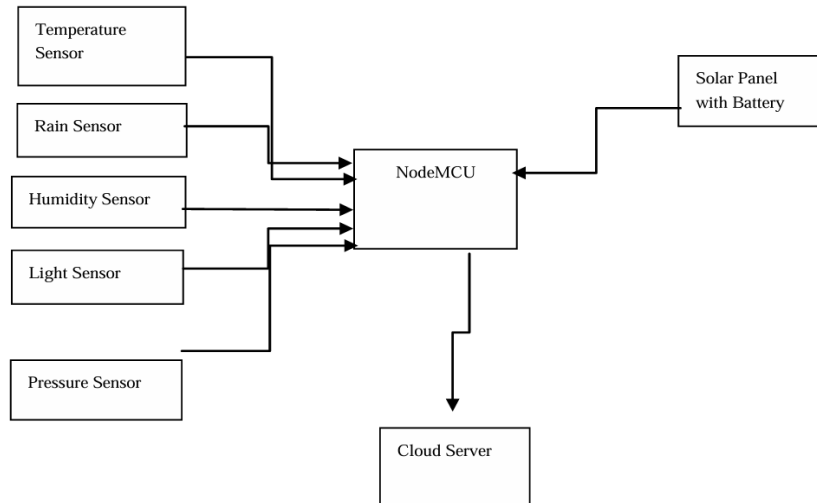 Temperature
Sensor
Rain Sensor
Humidity Sensor
Light Sensor
Pressure Sensor
NodeMCU
Solar Panel
with Battery
Cloud Server